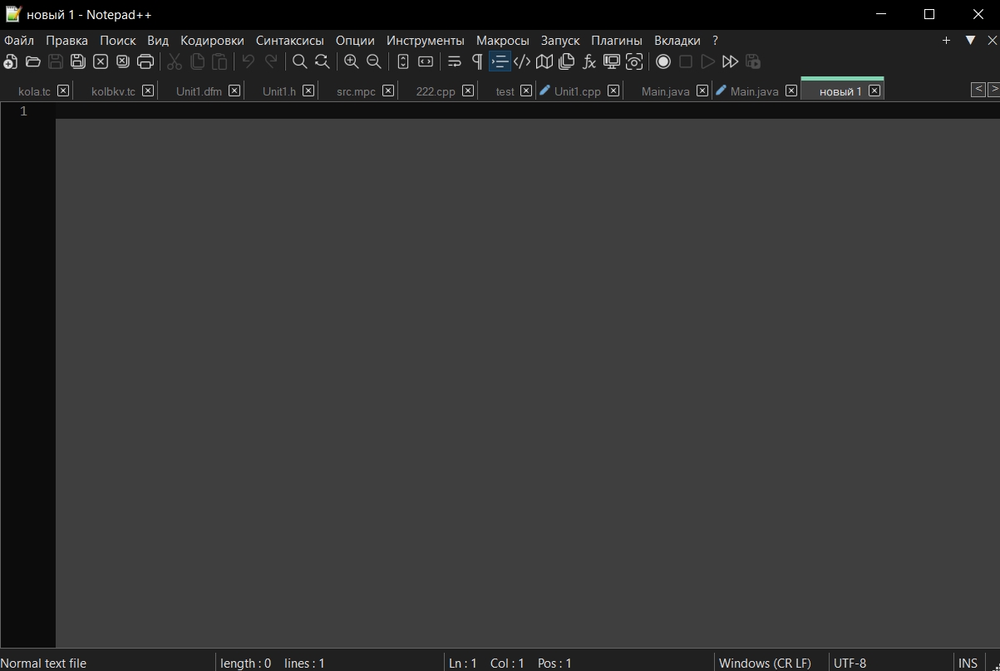 новый 1 - Notepad++
Файл Правка Поиск Вид Кодировки Синтаксисы Опции Инструменты Макросы Запуск Плагины Вкладки ?
kola.tc kolbkv.tc Unit1.dfm Unit1.h src.mpc 222.cpp test Unit1.cpp Main.java Main.java новый 1
1
Normal text file length : 0 lines : 1 Ln : 1 Col : 1 Pos : 1 Windows (CR LF) UTF-8 INS